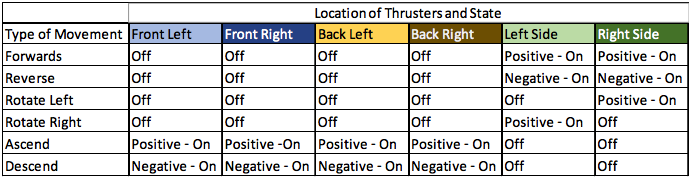 Location of Thrusters and State
Type of Movement Front Left Front Right Back Left Back Right Left Side Right Side
Forwards Off Off Off Off Positive - On Positive - On
Reverse Off Off Off Off Negative - On Negative - On
Rotate Left Off Off Off Off Off Positive - On
Rotate Right Off Off Off Off Positive - On Off
Ascend Positive - On Positive -On Positive - On Positive - On Off Off
Descend Negative - On Negative - On Negative - On Negative - On Off Off